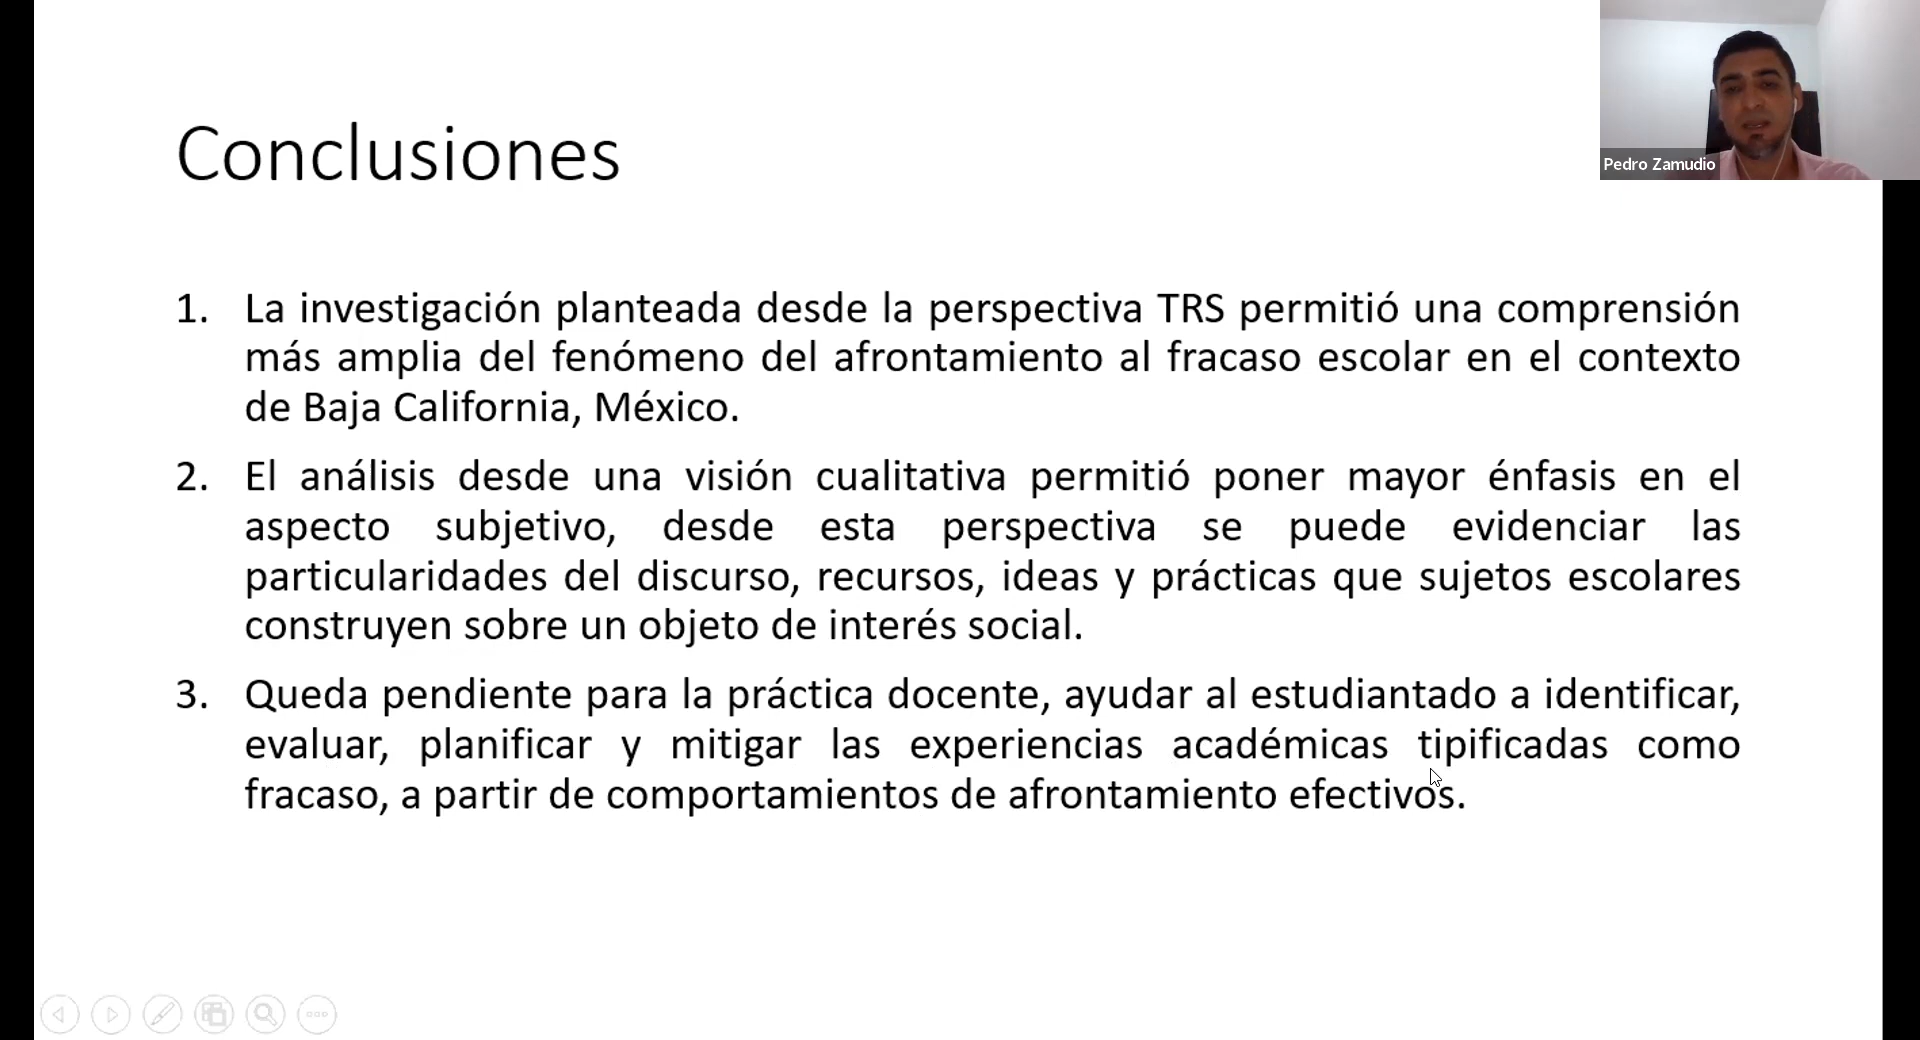 Conclusiones
Pedro Zamudio
1. La investigación planteada desde la perspectiva TRS permitió una comprensión
más amplia del fenómeno del afrontamiento al fracaso escolar en el contexto
de Baja California, México.
2. El análisis desde una visión cualitativa permitió poner mayor énfasis en el
aspecto subjetivo, desde esta perspectiva se puede evidenciar las
particularidades del discurso, recursos, ideas y prácticas que sujetos escolares
construyen sobre un objeto de interés social.
3. Queda pendiente para la práctica docente, ayudar al estudiantado a identificar,
evaluar, planificar y mitigar las experiencias académicas tipificadas como
fracaso, a partir de comportamientos de afrontamiento efectivos.